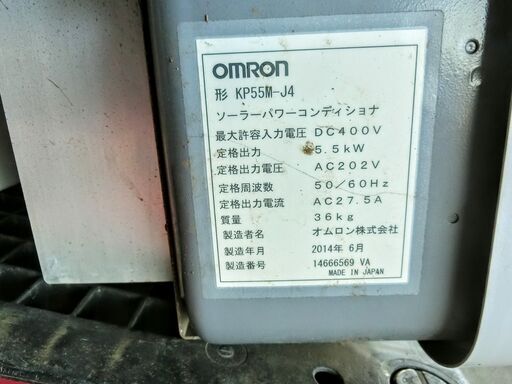 OMRON
形 KP55M-J4
ソーラーパワーコンディショナ
最大許容入力電圧 DC400V
定格出力 5.5kW
定格出力電圧 AC202V
定格周波数 50/60Hz
定格出力電流 AC27.5A
質量 36kg
製造者名 オムロン株式会社
製造年月 2014年 6月
製造番号 14666569 VA
MADE IN JAPAN